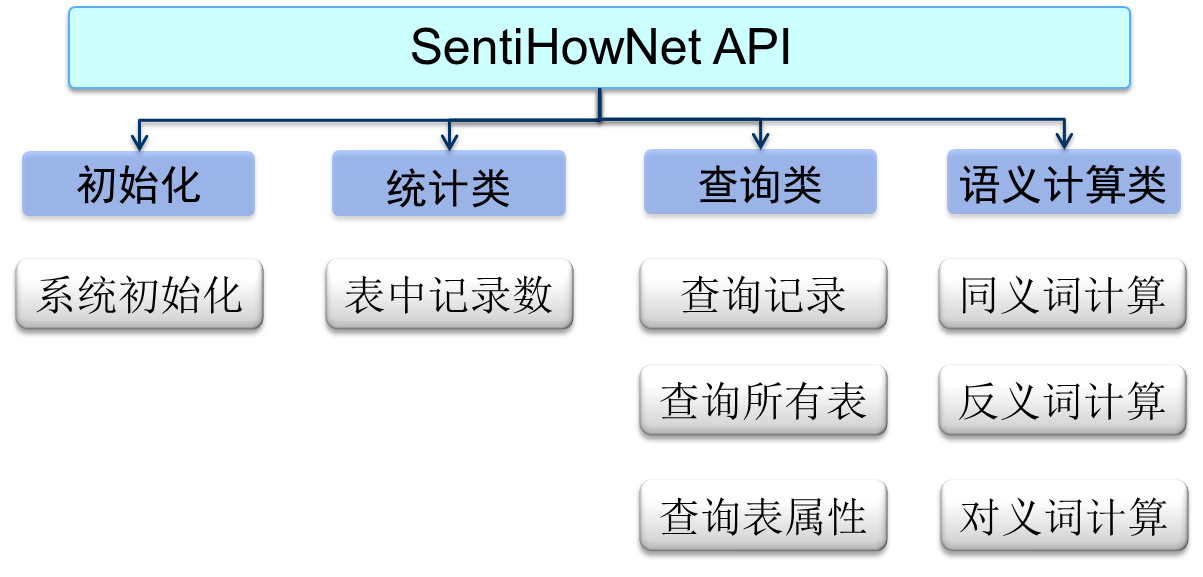 SentiHowNet API
初始化
统计类
查询类
语义计算类
系统初始化
表中记录数
查询记录
同义词计算
查询所有表
反义词计算
查询表属性
对义词计算